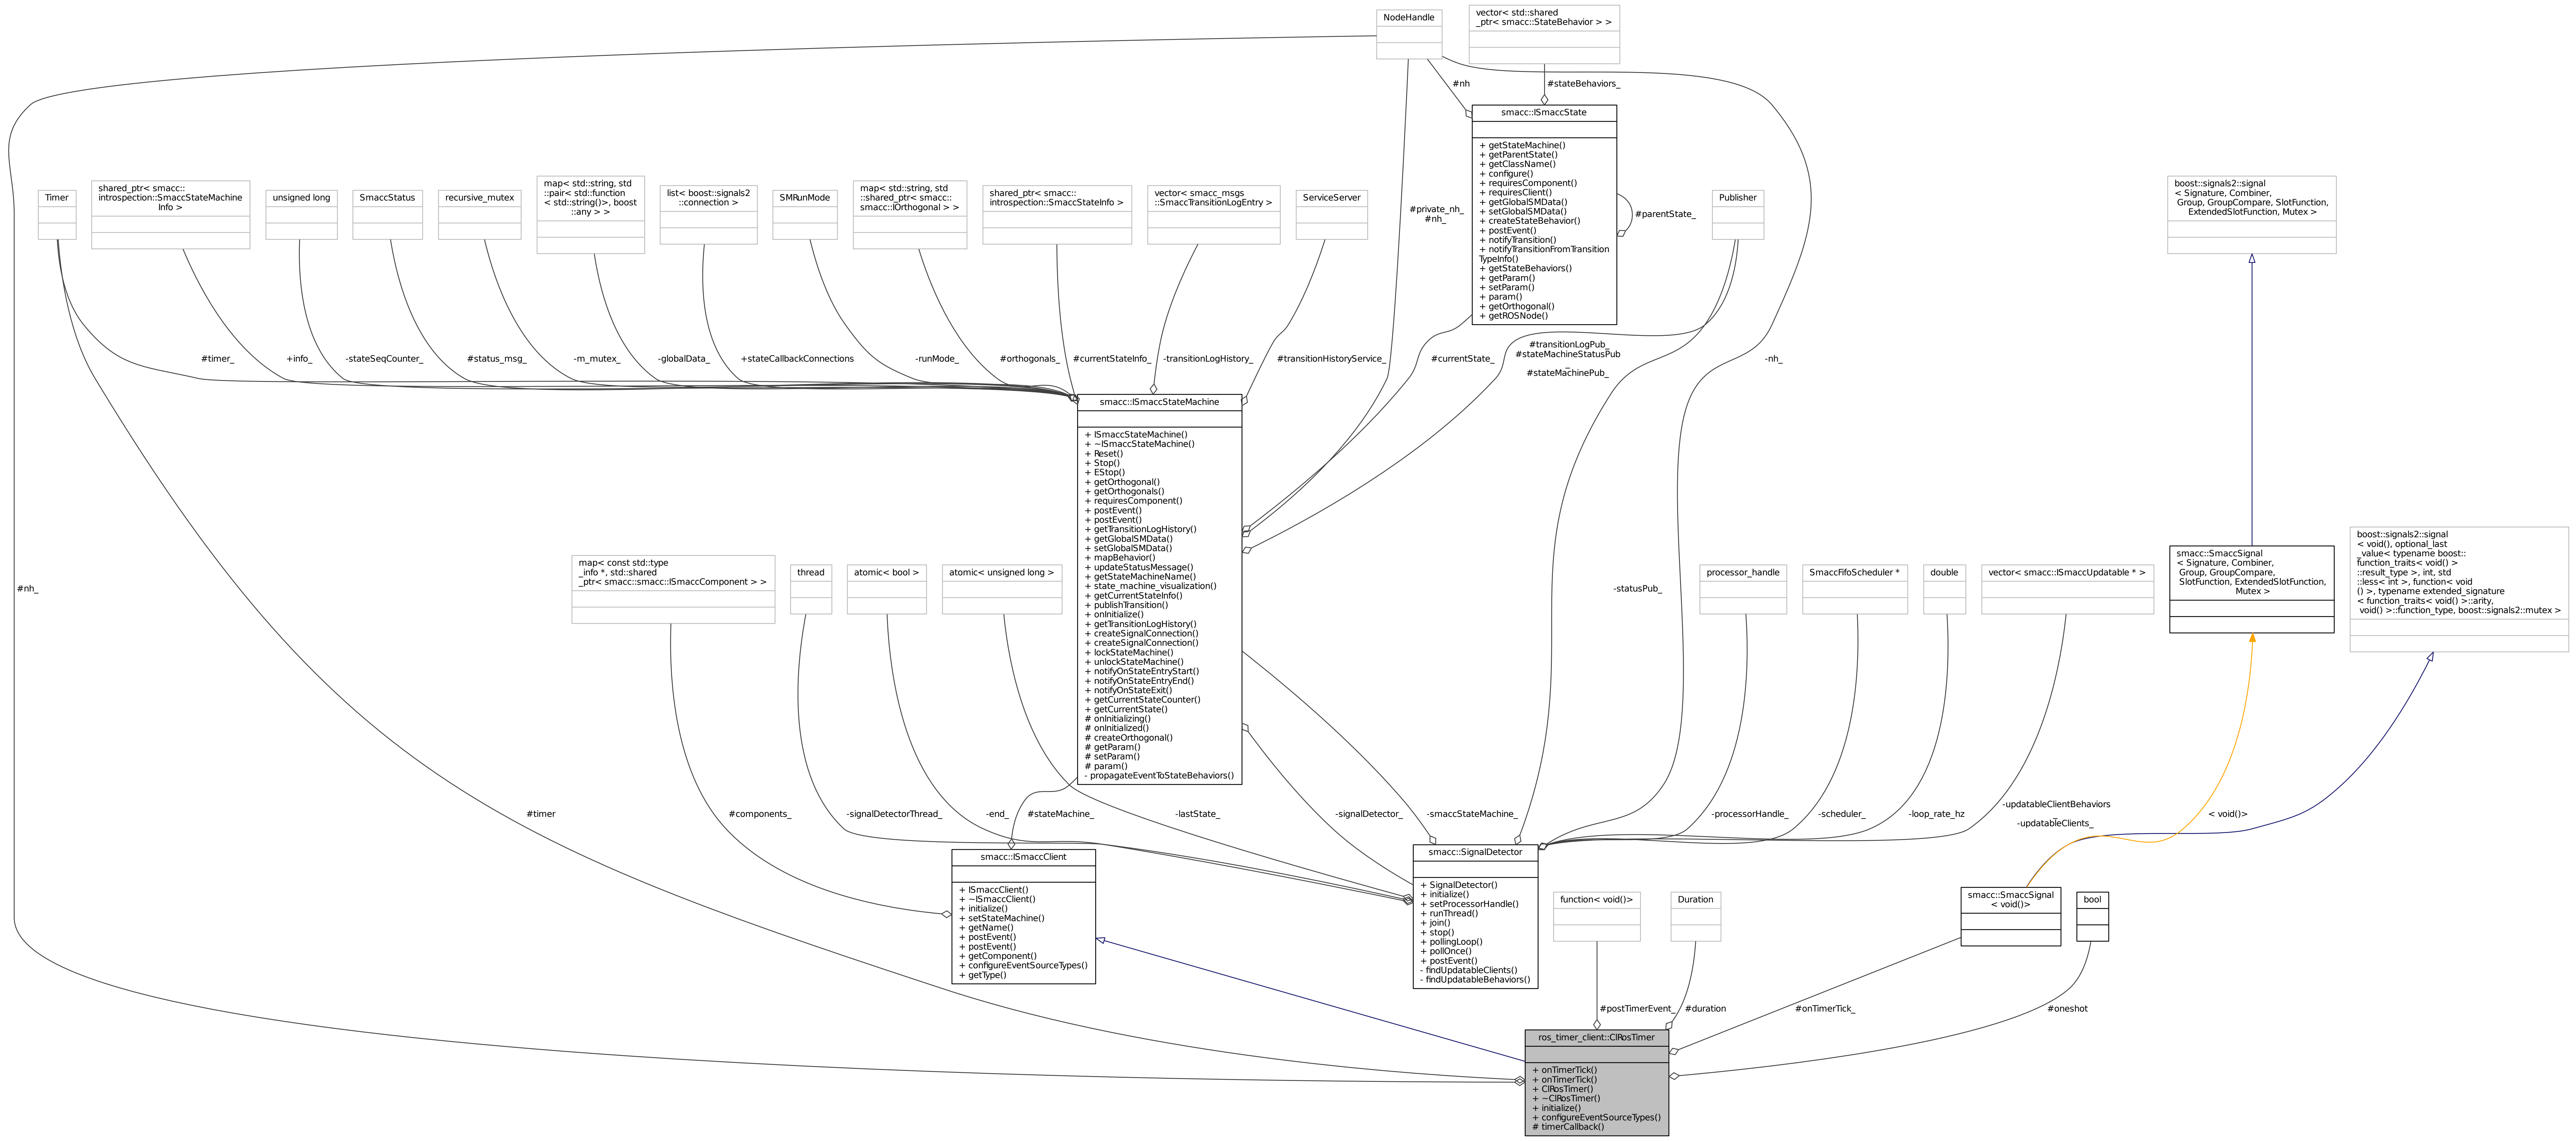 NodeHandle
vector< std::shared
_ptr< smacc::StateBehavior > >
#nh
#stateBehaviors_
smacc::ISmaccState
+ getStateMachine()
+ getParentState()
+ getClassName()
+ configure()
+ requiresComponent()
+ requiresClient()
+ getGlobalSMData()
+ setGlobalSMData()
+ createStateBehavior()
+ postEvent()
+ notifyTransition()
+ notifyTransitionFromTransition
TypeInfo()
+ getStateBehaviors()
+ getParam()
+ setParam()
+ param()
+ getOrthogonal()
+ getROSNode()
#parentState_
#private_nh_
#nh_
Timer
shared_ptr< smacc::
introspection::SmaccStateMachine
Info >
unsigned long
SmaccStatus
recursive_mutex
map< std::string, std
::pair< std::function
< std::string()>, boost
::any > >
list< boost::signals2
::connection >
SMRunMode
map< std::string, std
::shared_ptr< smacc::
smacc::IOrthogonal > >
shared_ptr< smacc::
introspection::SmaccStateInfo >
vector< smacc_msgs
::SmaccTransitionLogEntry >
ServiceServer
Publisher
boost::signals2::signal
< Signature, Combiner,
Group, GroupCompare, SlotFunction,
ExtendedSlotFunction, Mutex >
#timer_
+info_
-stateSeqCounter_
#status_msg_
-m_mutex_
-globalData_
+stateCallbackConnections
-runMode_
#orthogonals_
#currentStateInfo_
-transitionLogHistory_
#transitionHistoryService_
#currentState_
#transitionLogPub_
#stateMachineStatusPub
_
#stateMachinePub_
-nh_
smacc::ISmaccStateMachine
+ ISmaccStateMachine()
+ ~ISmaccStateMachine()
+ Reset()
+ Stop()
+ EStop()
+ getOrthogonal()
+ getOrthogonals()
+ requiresComponent()
+ postEvent()
+ postEvent()
+ getTransitionLogHistory()
+ getGlobalSMData()
+ setGlobalSMData()
+ mapBehavior()
+ updateStatusMessage()
+ getStateMachineName()
+ state_machine_visualization()
+ getCurrentStateInfo()
+ publishTransition()
+ onInitialize()
+ getTransitionLogHistory()
+ createSignalConnection()
+ createSignalConnection()
+ lockStateMachine()
+ unlockStateMachine()
+ notifyOnStateEntryStart()
+ notifyOnStateEntryEnd()
+ notifyOnStateExit()
+ getCurrentStateCounter()
+ getCurrentState()
# onInitializing()
# onInitialized()
# createOrthogonal()
# getParam()
# setParam()
# param()
- propagateEventToStateBehaviors()
#nh_
map< const std::type
_info *, std::shared
_ptr< smacc::smacc::ISmaccComponent > >
thread
atomic< bool >
atomic< unsigned long >
-statusPub_
processor_handle
SmaccFifoScheduler *
double
vector< smacc::ISmaccUpdatable * >
smacc::SmaccSignal
< Signature, Combiner,
Group, GroupCompare,
SlotFunction, ExtendedSlotFunction,
Mutex >
boost::signals2::signal
< void(), optional_last
_value< typename boost::
function_traits< void() >
::result_type >, int, std
::less< int >, function< void
() >, typename extended_signature
< function_traits< void() >::arity,
void() >::function_type, boost::signals2::mutex >
#timer
#components_
-signalDetectorThread_
-end_
#stateMachine_
-lastState_
-signalDetector_
-smaccStateMachine_
-processorHandle_
-scheduler_
-loop_rate_hz
-updatableClientBehaviors
_
-updatableClients_
< void()>
smacc::ISmaccClient
+ ISmaccClient()
+ ~ISmaccClient()
+ initialize()
+ setStateMachine()
+ getName()
+ postEvent()
+ postEvent()
+ getComponent()
+ configureEventSourceTypes()
+ getType()
smacc::SignalDetector
+ SignalDetector()
+ initialize()
+ setProcessorHandle()
+ runThread()
+ join()
+ stop()
+ pollingLoop()
+ pollOnce()
+ postEvent()
- findUpdatableClients()
- findUpdatableBehaviors()
function< void()>
Duration
smacc::SmaccSignal
< void()>
bool
#postTimerEvent_
#duration
#onTimerTick_
#oneshot
ros_timer_client::ClRosTimer
+ onTimerTick()
+ onTimerTick()
+ ClRosTimer()
+ ~ClRosTimer()
+ initialize()
+ configureEventSourceTypes()
# timerCallback()